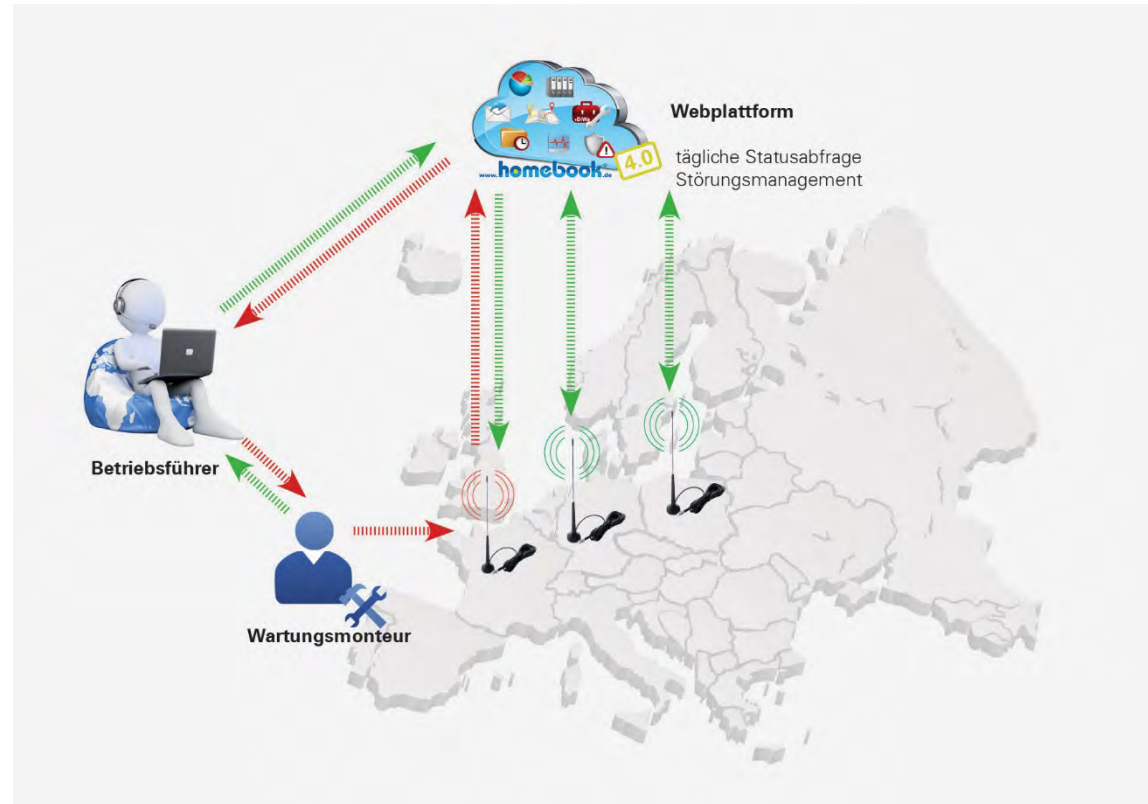 Webplattform
www.homebook.de
4.0
tägliche Statusabfrage
Störungsmanagement
Betriebsführer
Wartungsmonteur